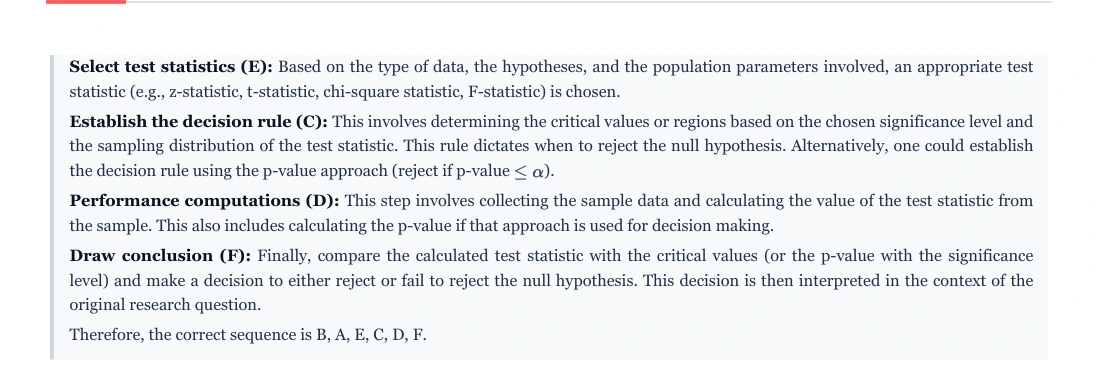 Select test statistics (E): Based on the type of data, the hypotheses, and the population parameters involved, an appropriate test
statistic (e.g., z-statistic, t-statistic, chi-square statistic, F-statistic) is chosen.
Establish the decision rule (C): This involves determining the critical values or regions based on the chosen significance level and
the sampling distribution of the test statistic. This rule dictates when to reject the null hypothesis. Alternatively, one could establish
the decision rule using the p-value approach (reject if p-value ≤ α).
Performance computations (D): This step involves collecting the sample data and calculating the value of the test statistic from
the sample. This also includes calculating the p-value if that approach is used for decision making.
Draw conclusion (F): Finally, compare the calculated test statistic with the critical values (or the p-value with the significance
level) and make a decision to either reject or fail to reject the null hypothesis. This decision is then interpreted in the context of the
original research question.
Therefore, the correct sequence is B, A, E, C, D, F.